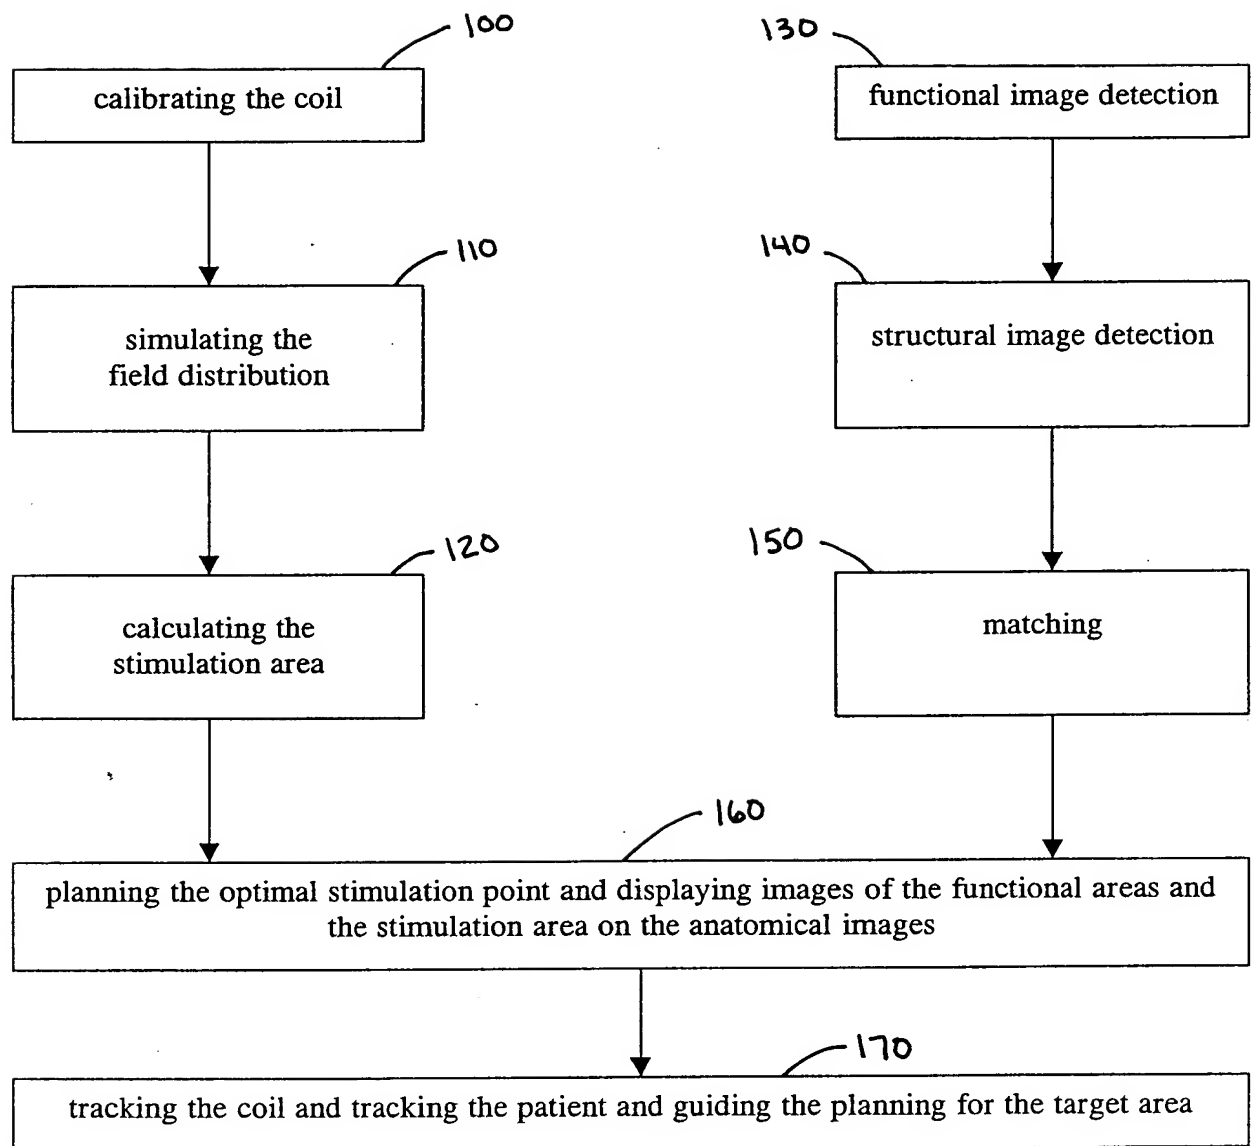 100
calibrating the coil
130
functional image detection
110
simulating the
field distribution
140
structural image detection
120
calculating the
stimulation area
150
matching
160
planning the optimal stimulation point and displaying images of the functional areas and
the stimulation area on the anatomical images
170
tracking the coil and tracking the patient and guiding the planning for the target area